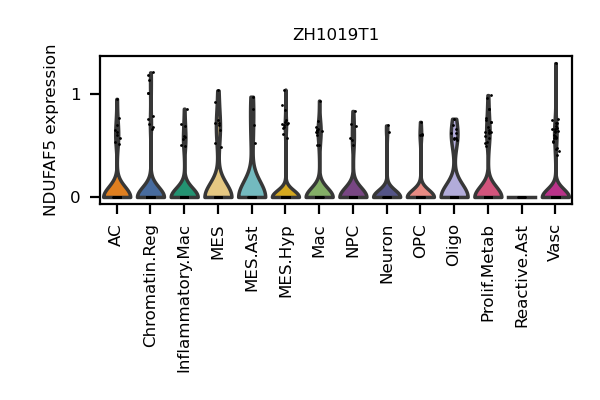 ZH1019T1
NDUFAF5 expression
1
0
AC
Chromatin.Reg
Inflammatory.Mac
MES
MES.Ast
MES.Hyp
Mac
NPC
Neuron
OPC
Oligo
Prolif.Metab
Reactive.Ast
Vasc